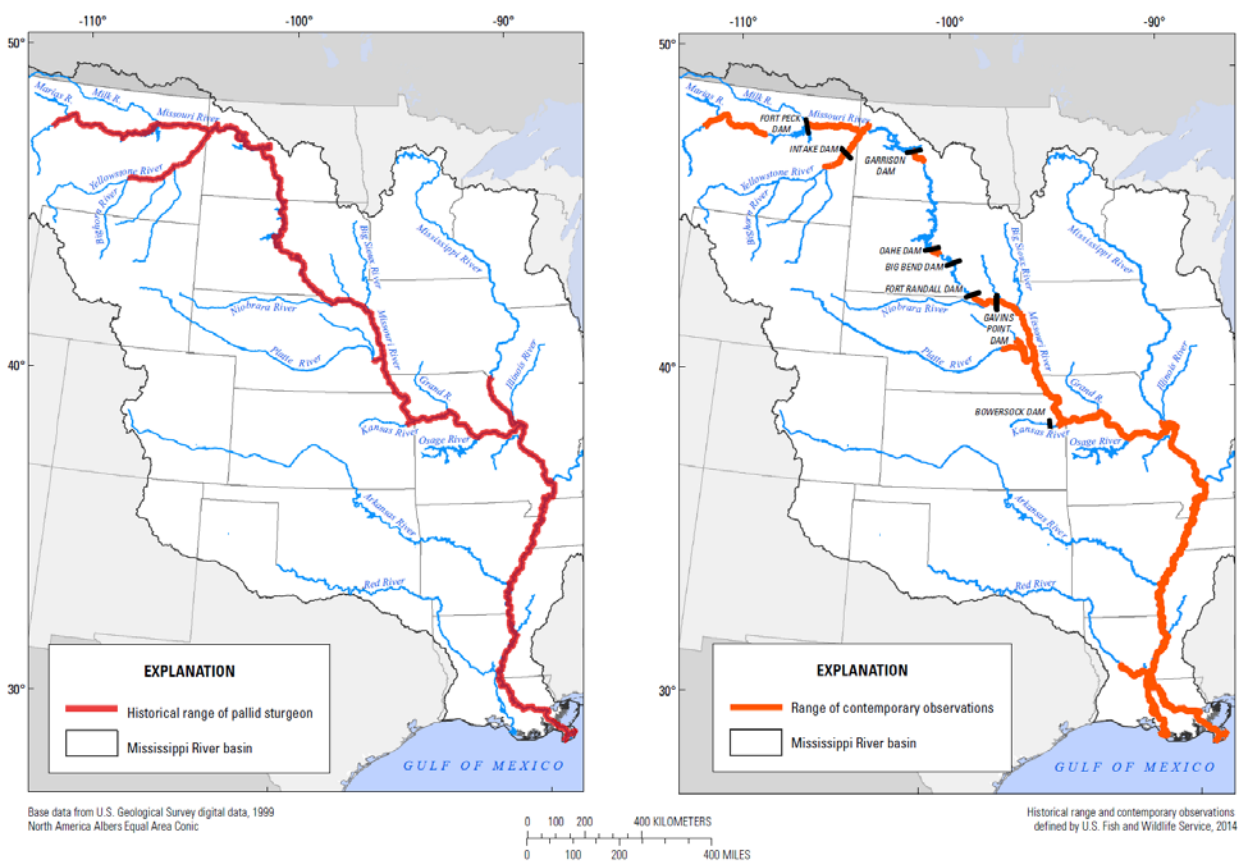 -110°
-100°
-90°
50°
40°
30°
Marias R.
Milk R.
Missouri River
Yellowstone River
Bighorn River
Big Sioux River
Mississippi River
Niobrara River
Missouri River
Platte River
Grand R.
Illinois River
Kansas River
Osage River
Arkansas River
Red River
EXPLANATION
Historical range of pallid sturgeon
Mississippi River basin
GULF OF MEXICO
Base data from U.S. Geological Survey digital data, 1999
North America Albers Equal Area Conic
-110°
-100°
-90°
50°
40°
30°
Marias R.
Milk R.
Missouri River
FORT PECK
DAM
INTAKE DAM
GARRISON
DAM
Yellowstone River
Bighorn River
OAHE DAM
BIG BEND DAM
Big Sioux River
Mississippi River
FORT RANDALL DAM
Niobrara River
GAVINS
POINT
DAM
Missouri River
Platte River
Grand R.
Illinois River
BOWERSOCK DAM
Kansas River
Osage River
Arkansas River
Red River
EXPLANATION
Range of contemporary observations
Mississippi River basin
GULF OF MEXICO
0 100 200 400 KILOMETERS
0 100 200 400 MILES
Historical range and contemporary observations
defined by U.S. Fish and Wildlife Service, 2014